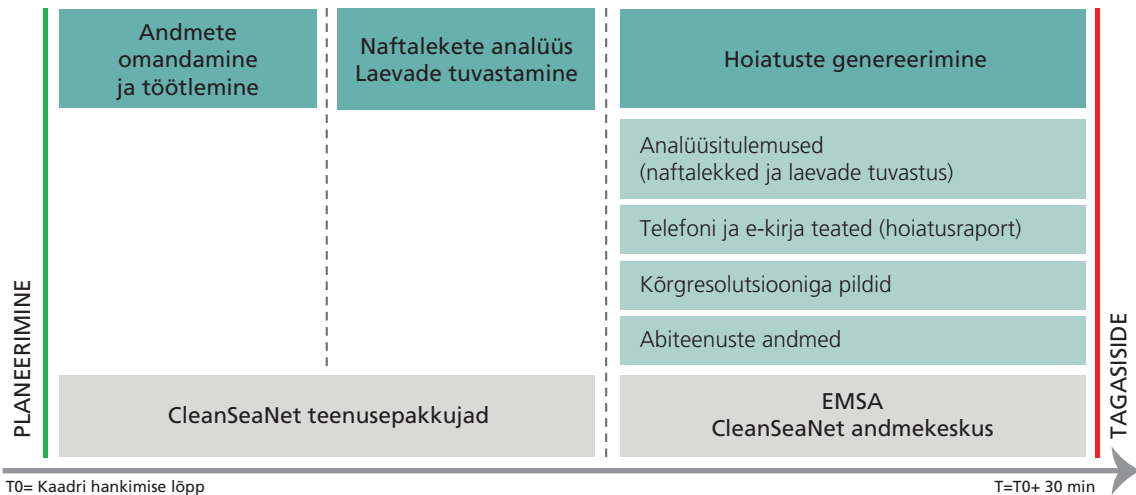 PLANEERIMINE
Andmete
omandamine
ja töötlemine
Naftalekete analüüs
Laevade tuvastamine
Hoiatuste genereerimine
Analüüsitulemused
(naftalekked ja laevade tuvastus)
Telefoni ja e-kirja teated (hoiatusraport)
Kõrgresolutsiooniga pildid
Abiteenuste andmed
CleanSeaNet teenusepakkujad
EMSA
CleanSeaNet andmekeskus
TAGASISIDE
T0= Kaadri hankimise lõpp
T=T0+ 30 min